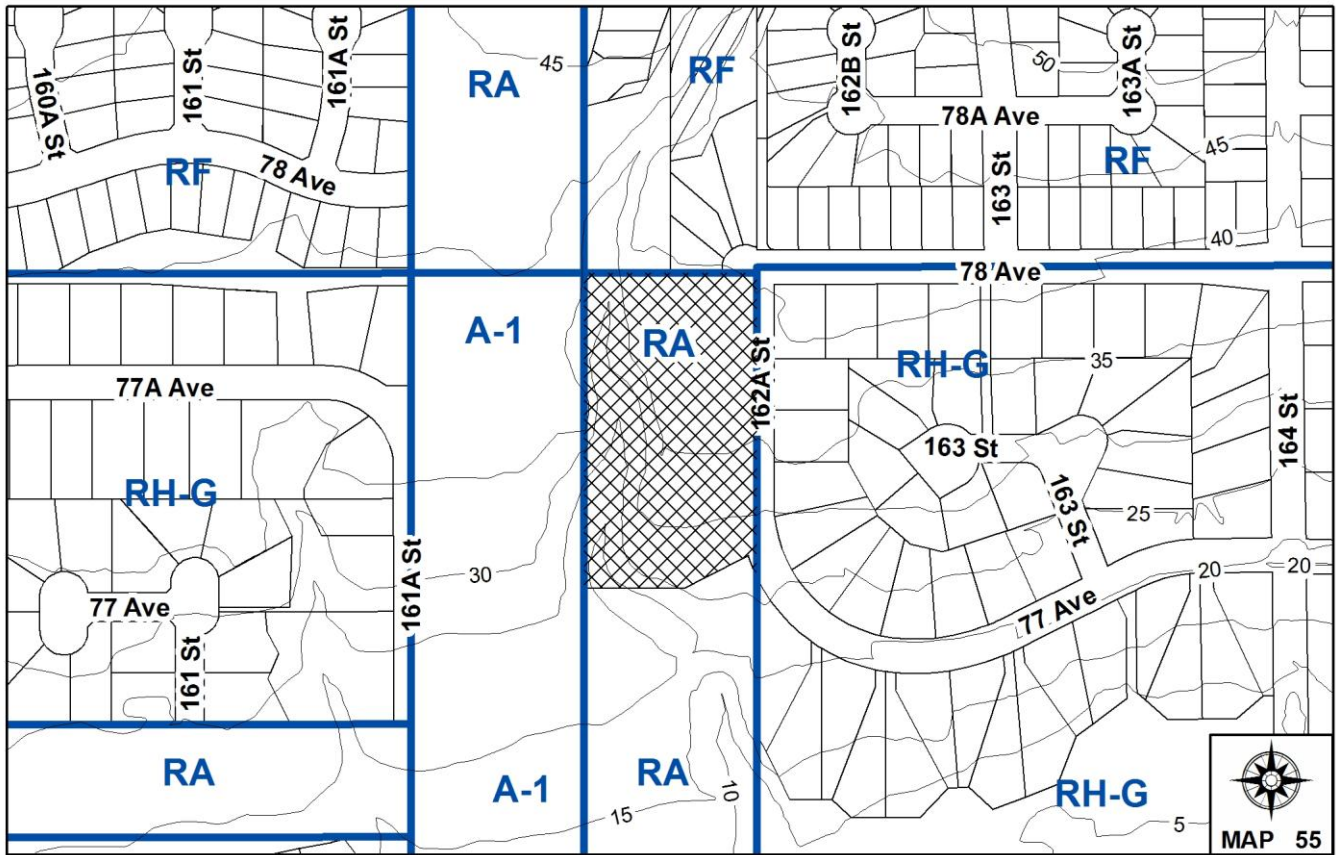 160A St
161 St
161A St
RA
45
RF
162B St
50
163A St
78A Ave
RF
78 Ave
163 St
RF
45
40
78 Ave
A-1
RA
162A St
RH-G
35
77A Ave
163 St
164 St
RH-G
163 St
25
161A St
30
77 Ave
20
20
77 Ave
161 St
RA
A-1
RA
10
15
RH-G
5
MAP 55